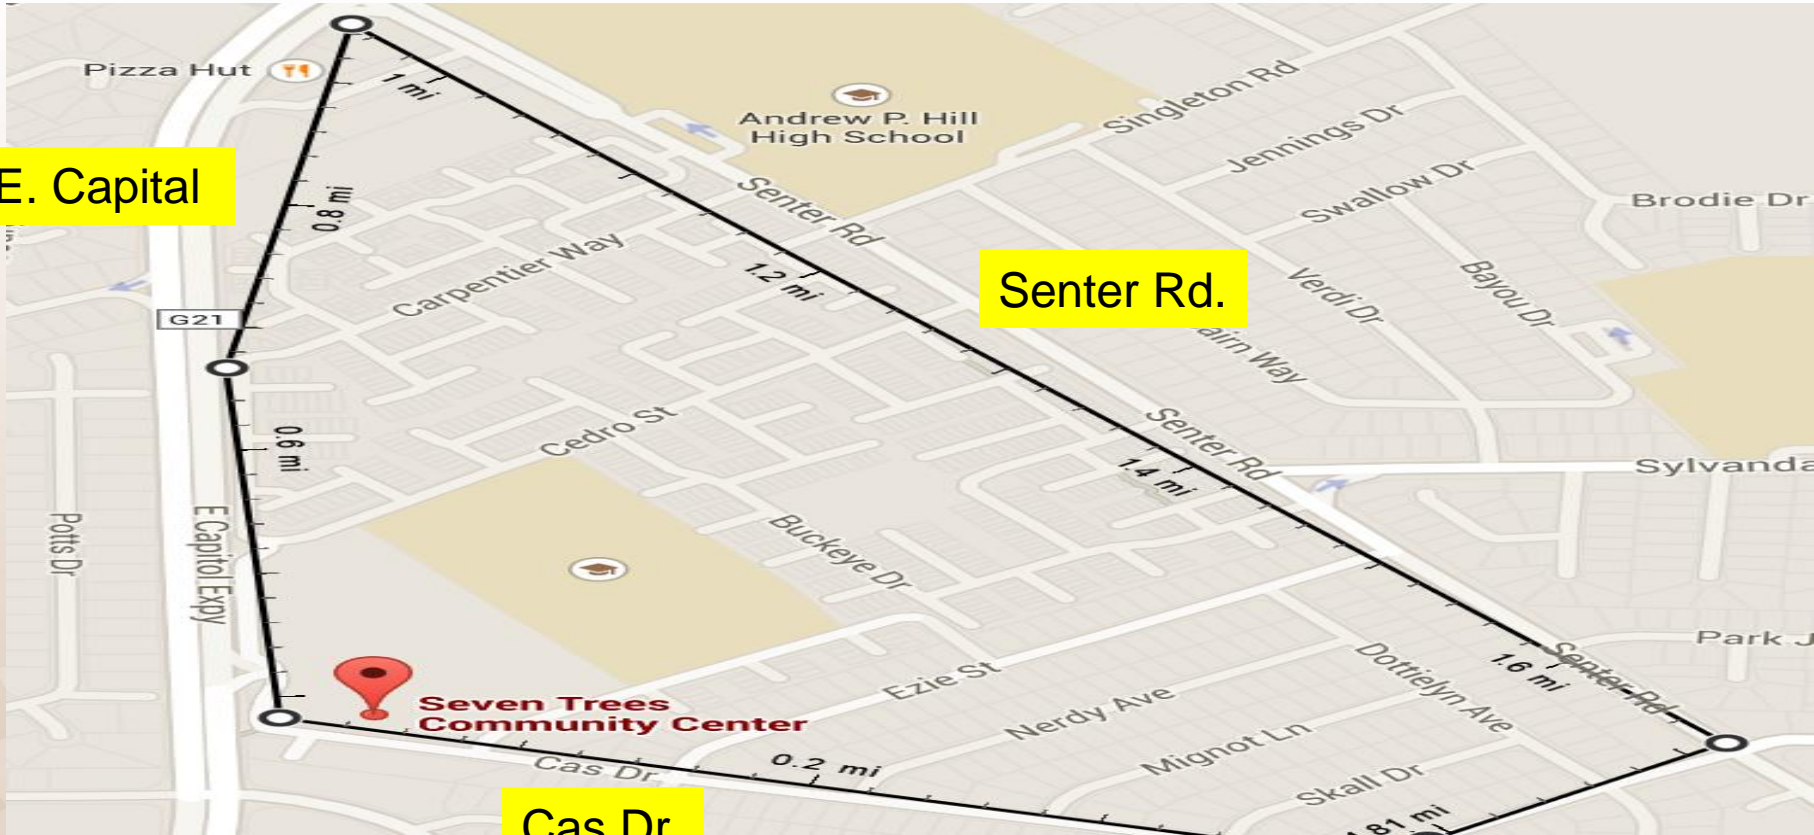 Pizza Hut
1 mi
Andrew P. Hill
High School
Singleton Rd
Jennings Dr
E. Capital
0.8 mi
Senter Rd
Swallow Dr
Brodie Dr
Carpentier Way
1.2 mi
Senter Rd.
Verdi Dr
Bayou Dr
G21
airn Way
0.6 mi
Cedro St
Senter Rd
1.4 mi
Sylvanda
Potts Dr
E Capitol Expy
Buckeye Dr
Park J
Senter Rd
1.6 mi
Dottielyn Ave
Ezie St
Seven Trees
Community Center
Nerdy Ave
Mignot Ln
0.2 mi
Cas Dr
Skall Dr
Cas Dr
81 mi